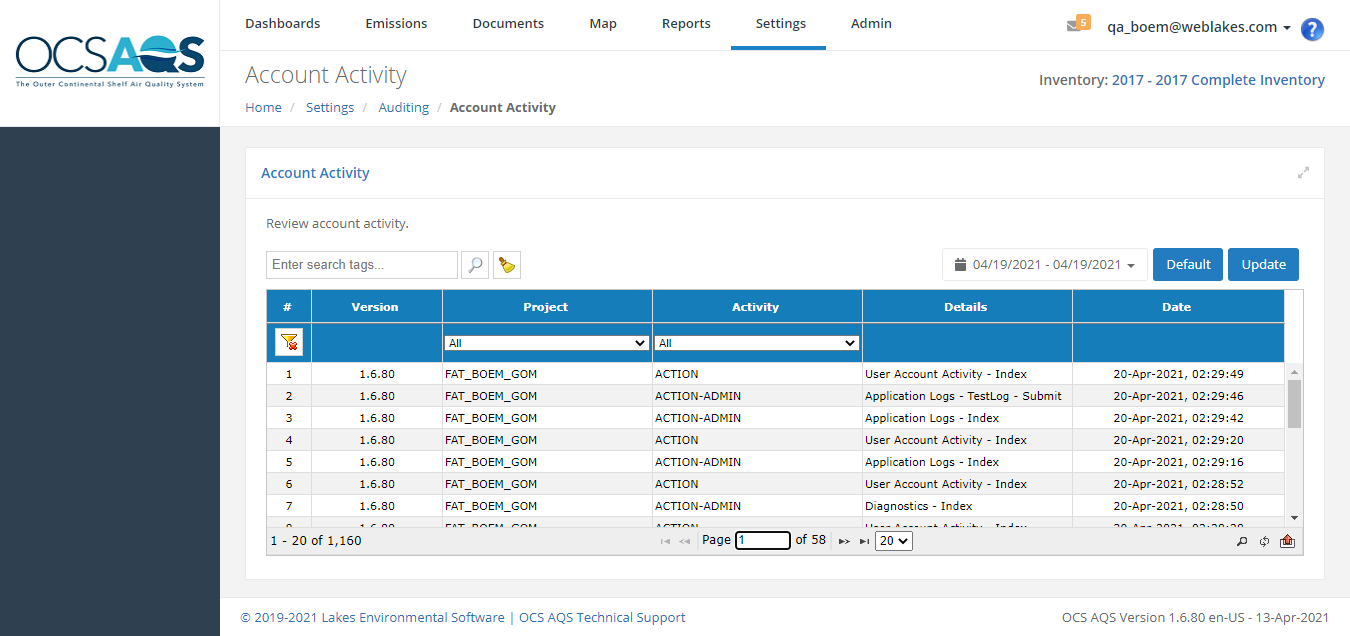 OCSAQS
The Outer Continental Shelf Air Quality System
Dashboards Emissions Documents Map Reports Settings Admin
5 qa_boem@weblakes.com ?
Account Activity
Inventory: 2017 - 2017 Complete Inventory
Home / Settings / Auditing / Account Activity
Account Activity
Review account activity.
Enter search tags...
04/19/2021 - 04/19/2021 Default Update
# Version Project Activity Details Date
All All
1 1.6.80 FAT_BOEM_GOM ACTION User Account Activity - Index 20-Apr-2021, 02:29:49
2 1.6.80 FAT_BOEM_GOM ACTION-ADMIN Application Logs - TestLog - Submit 20-Apr-2021, 02:29:46
3 1.6.80 FAT_BOEM_GOM ACTION-ADMIN Application Logs - Index 20-Apr-2021, 02:29:42
4 1.6.80 FAT_BOEM_GOM ACTION User Account Activity - Index 20-Apr-2021, 02:29:20
5 1.6.80 FAT_BOEM_GOM ACTION-ADMIN Application Logs - Index 20-Apr-2021, 02:29:16
6 1.6.80 FAT_BOEM_GOM ACTION User Account Activity - Index 20-Apr-2021, 02:28:52
7 1.6.80 FAT_BOEM_GOM ACTION-ADMIN Diagnostics - Index 20-Apr-2021, 02:28:50
1 - 20 of 1,160 Page 1 of 58 20
© 2019-2021 Lakes Environmental Software | OCS AQS Technical Support
OCS AQS Version 1.6.80 en-US - 13-Apr-2021